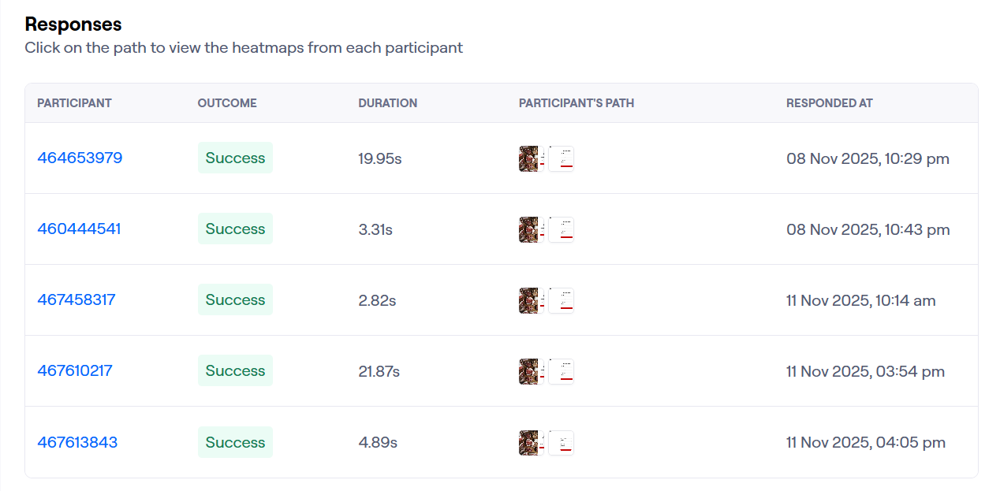 Responses
Click on the path to view the heatmaps from each participant
PARTICIPANT OUTCOME DURATION PARTICIPANT'S PATH RESPONDED AT
464653979 Success 19.95s 08 Nov 2025, 10:29 pm
460444541 Success 3.31s 08 Nov 2025, 10:43 pm
467458317 Success 2.82s 11 Nov 2025, 10:14 am
467610217 Success 21.87s 11 Nov 2025, 03:54 pm
467613843 Success 4.89s 11 Nov 2025, 04:05 pm